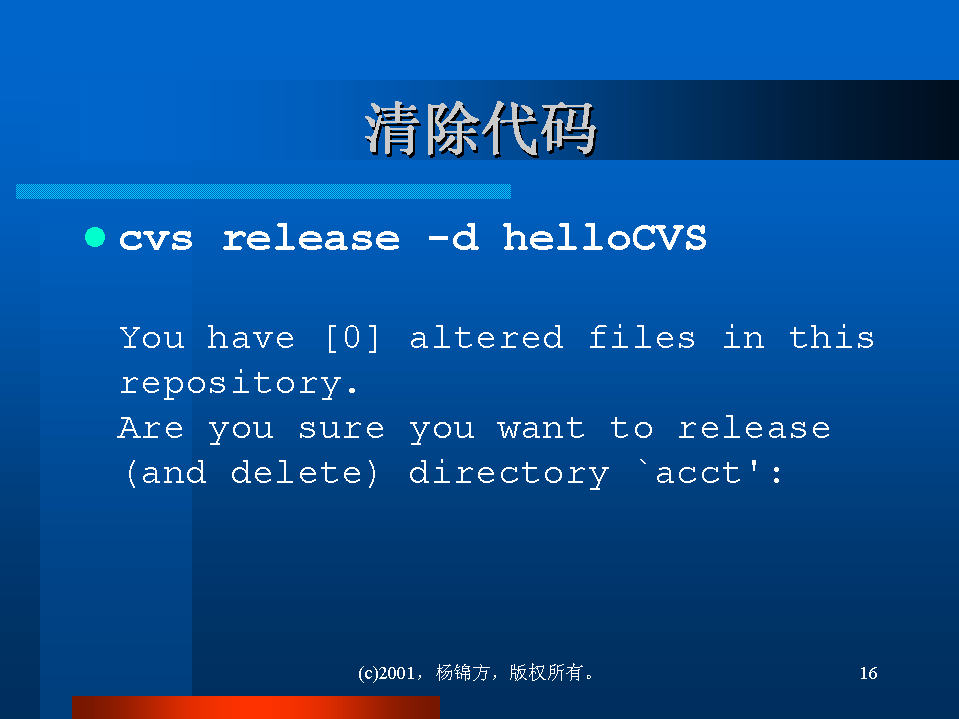 清除代码
cvs release -d helloCVS
You have [0] altered files in this
repository.
Are you sure you want to release
(and delete) directory `acct':
(c)2001，杨锦方，版权所有。
16